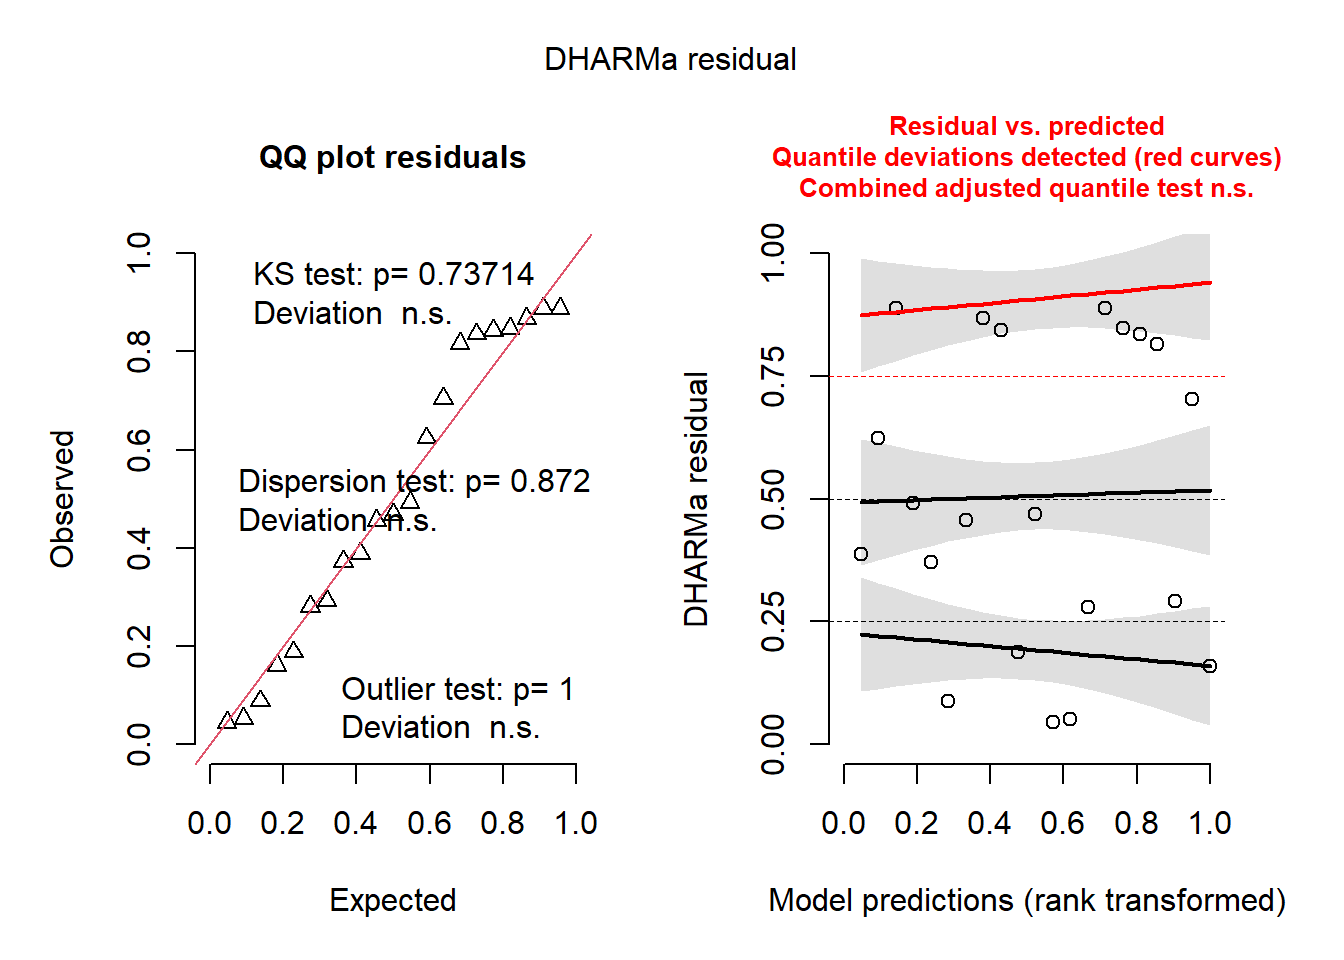 DHARMa residual
QQ plot residuals
Observed
0.0 0.2 0.4 0.6 0.8 1.0
KS test: p= 0.73714
Deviation  n.s.
Dispersion test: p= 0.872
Deviation  n.s.
Outlier test: p= 1
Deviation  n.s.
0.0 0.2 0.4 0.6 0.8 1.0
Expected
Residual vs. predicted
Quantile deviations detected (red curves)
Combined adjusted quantile test n.s.
DHARMa residual
0.00 0.25 0.50 0.75 1.00
0.0 0.2 0.4 0.6 0.8 1.0
Model predictions (rank transformed)